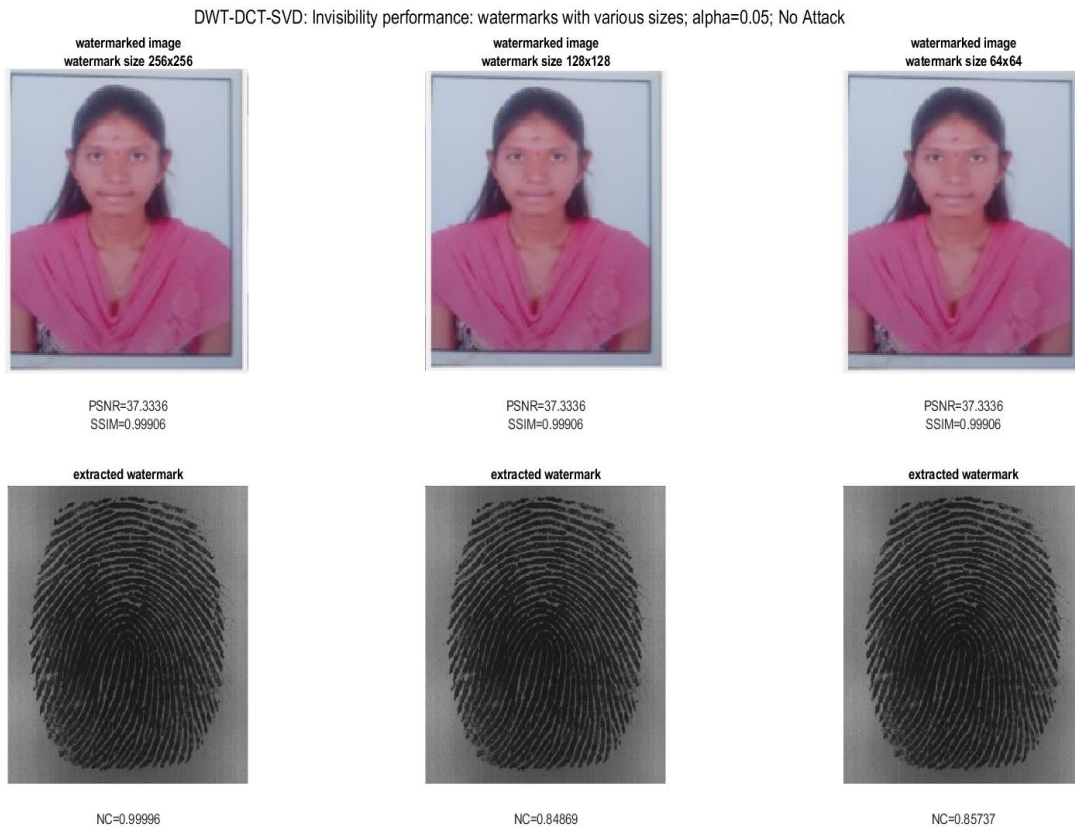 DWT-DCT-SVD: Invisibility performance: watermarks with various sizes; alpha=0.05; No Attack
watermarked image
watermark size 256x256
watermarked image
watermark size 128x128
watermarked image
watermark size 64x64
PSNR=37.3336
SSIM=0.99906
PSNR=37.3336
SSIM=0.99906
PSNR=37.3336
SSIM=0.99906
extracted watermark
extracted watermark
extracted watermark
NC=0.99996
NC=0.84869
NC=0.85737